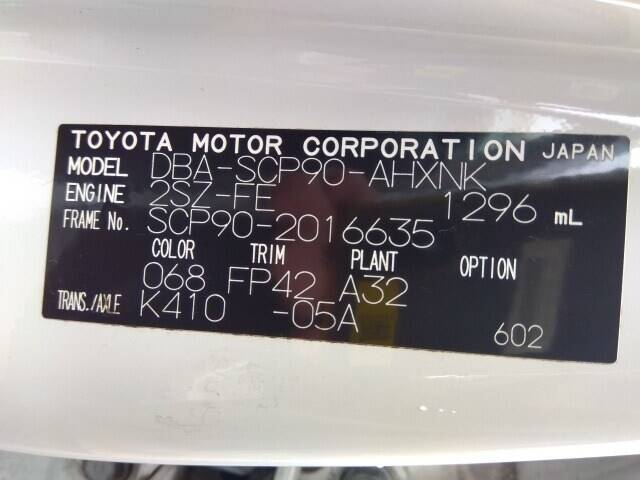 TOYOTA MOTOR CORPORATION JAPAN
MODEL DBA-SCP90-AHXNK
ENGINE 2SZ-FE 1296 mL
FRAME No. SCP90-2016635
COLOR TRIM PLANT OPTION
068 FP42 A32
TRANS./AXLE K410 -05A
602